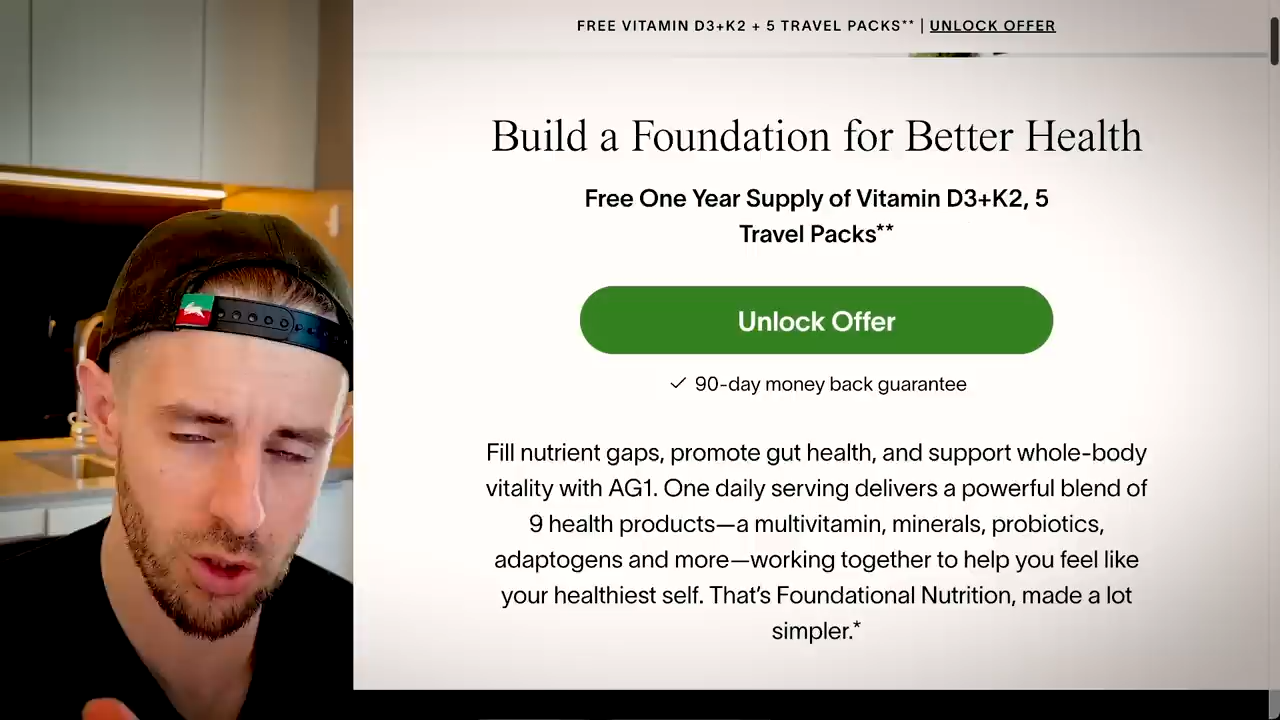 FREE VITAMIN D3+K2 + 5 TRAVEL PACKS** | UNLOCK OFFER
Build a Foundation for Better Health
Free One Year Supply of Vitamin D3+K2, 5
Travel Packs**
Unlock Offer
✓ 90-day money back guarantee
Fill nutrient gaps, promote gut health, and support whole-body
vitality with AG1. One daily serving delivers a powerful blend of
9 health products—a multivitamin, minerals, probiotics,
adaptogens and more—working together to help you feel like
your healthiest self. That's Foundational Nutrition, made a lot
simpler.*